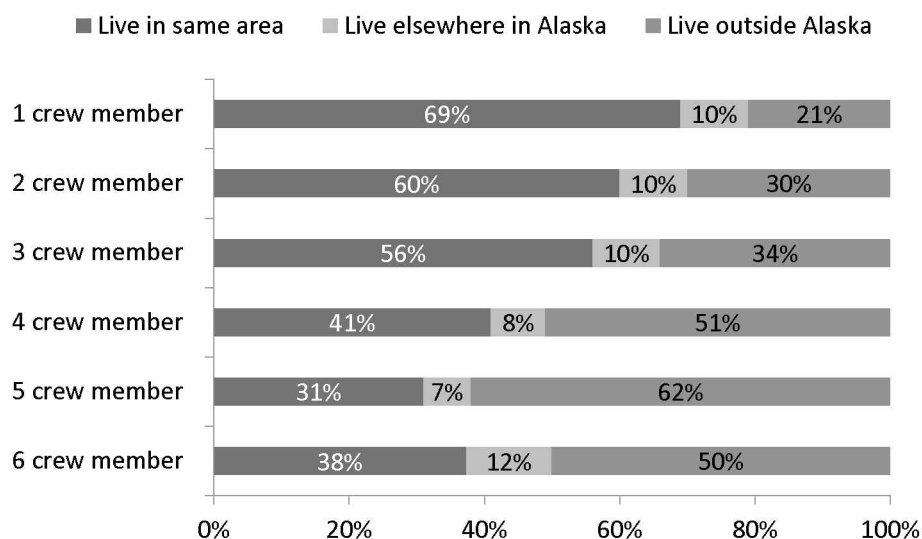 Live in same area Live elsewhere in Alaska Live outside Alaska
1 crew member 69% 10% 21%
2 crew member 60% 10% 30%
3 crew member 56% 10% 34%
4 crew member 41% 8% 51%
5 crew member 31% 7% 62%
6 crew member 38% 12% 50%
0% 20% 40% 60% 80% 100%